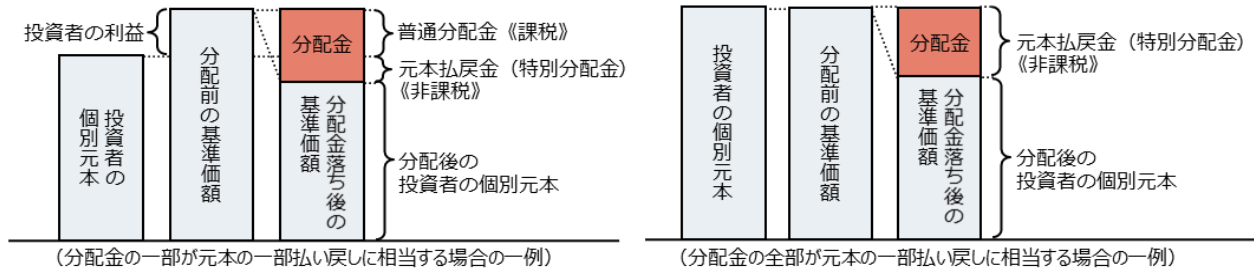 投資者の利益
投資者の
個別元本
分配前の基準価額
分配金
分配金落ち後の
基準価額
普通分配金《課税》
元本払戻金（特別分配金）
《非課税》
分配後の
投資者の個別元本
（分配金の一部が元本の一部払い戻しに相当する場合の一例）
投資者の個別元本
分配前の基準価額
分配金
分配金落ち後の
基準価額
元本払戻金（特別分配金）
《非課税》
分配後の
投資者の個別元本
（分配金の全部が元本の一部払い戻しに相当する場合の一例）